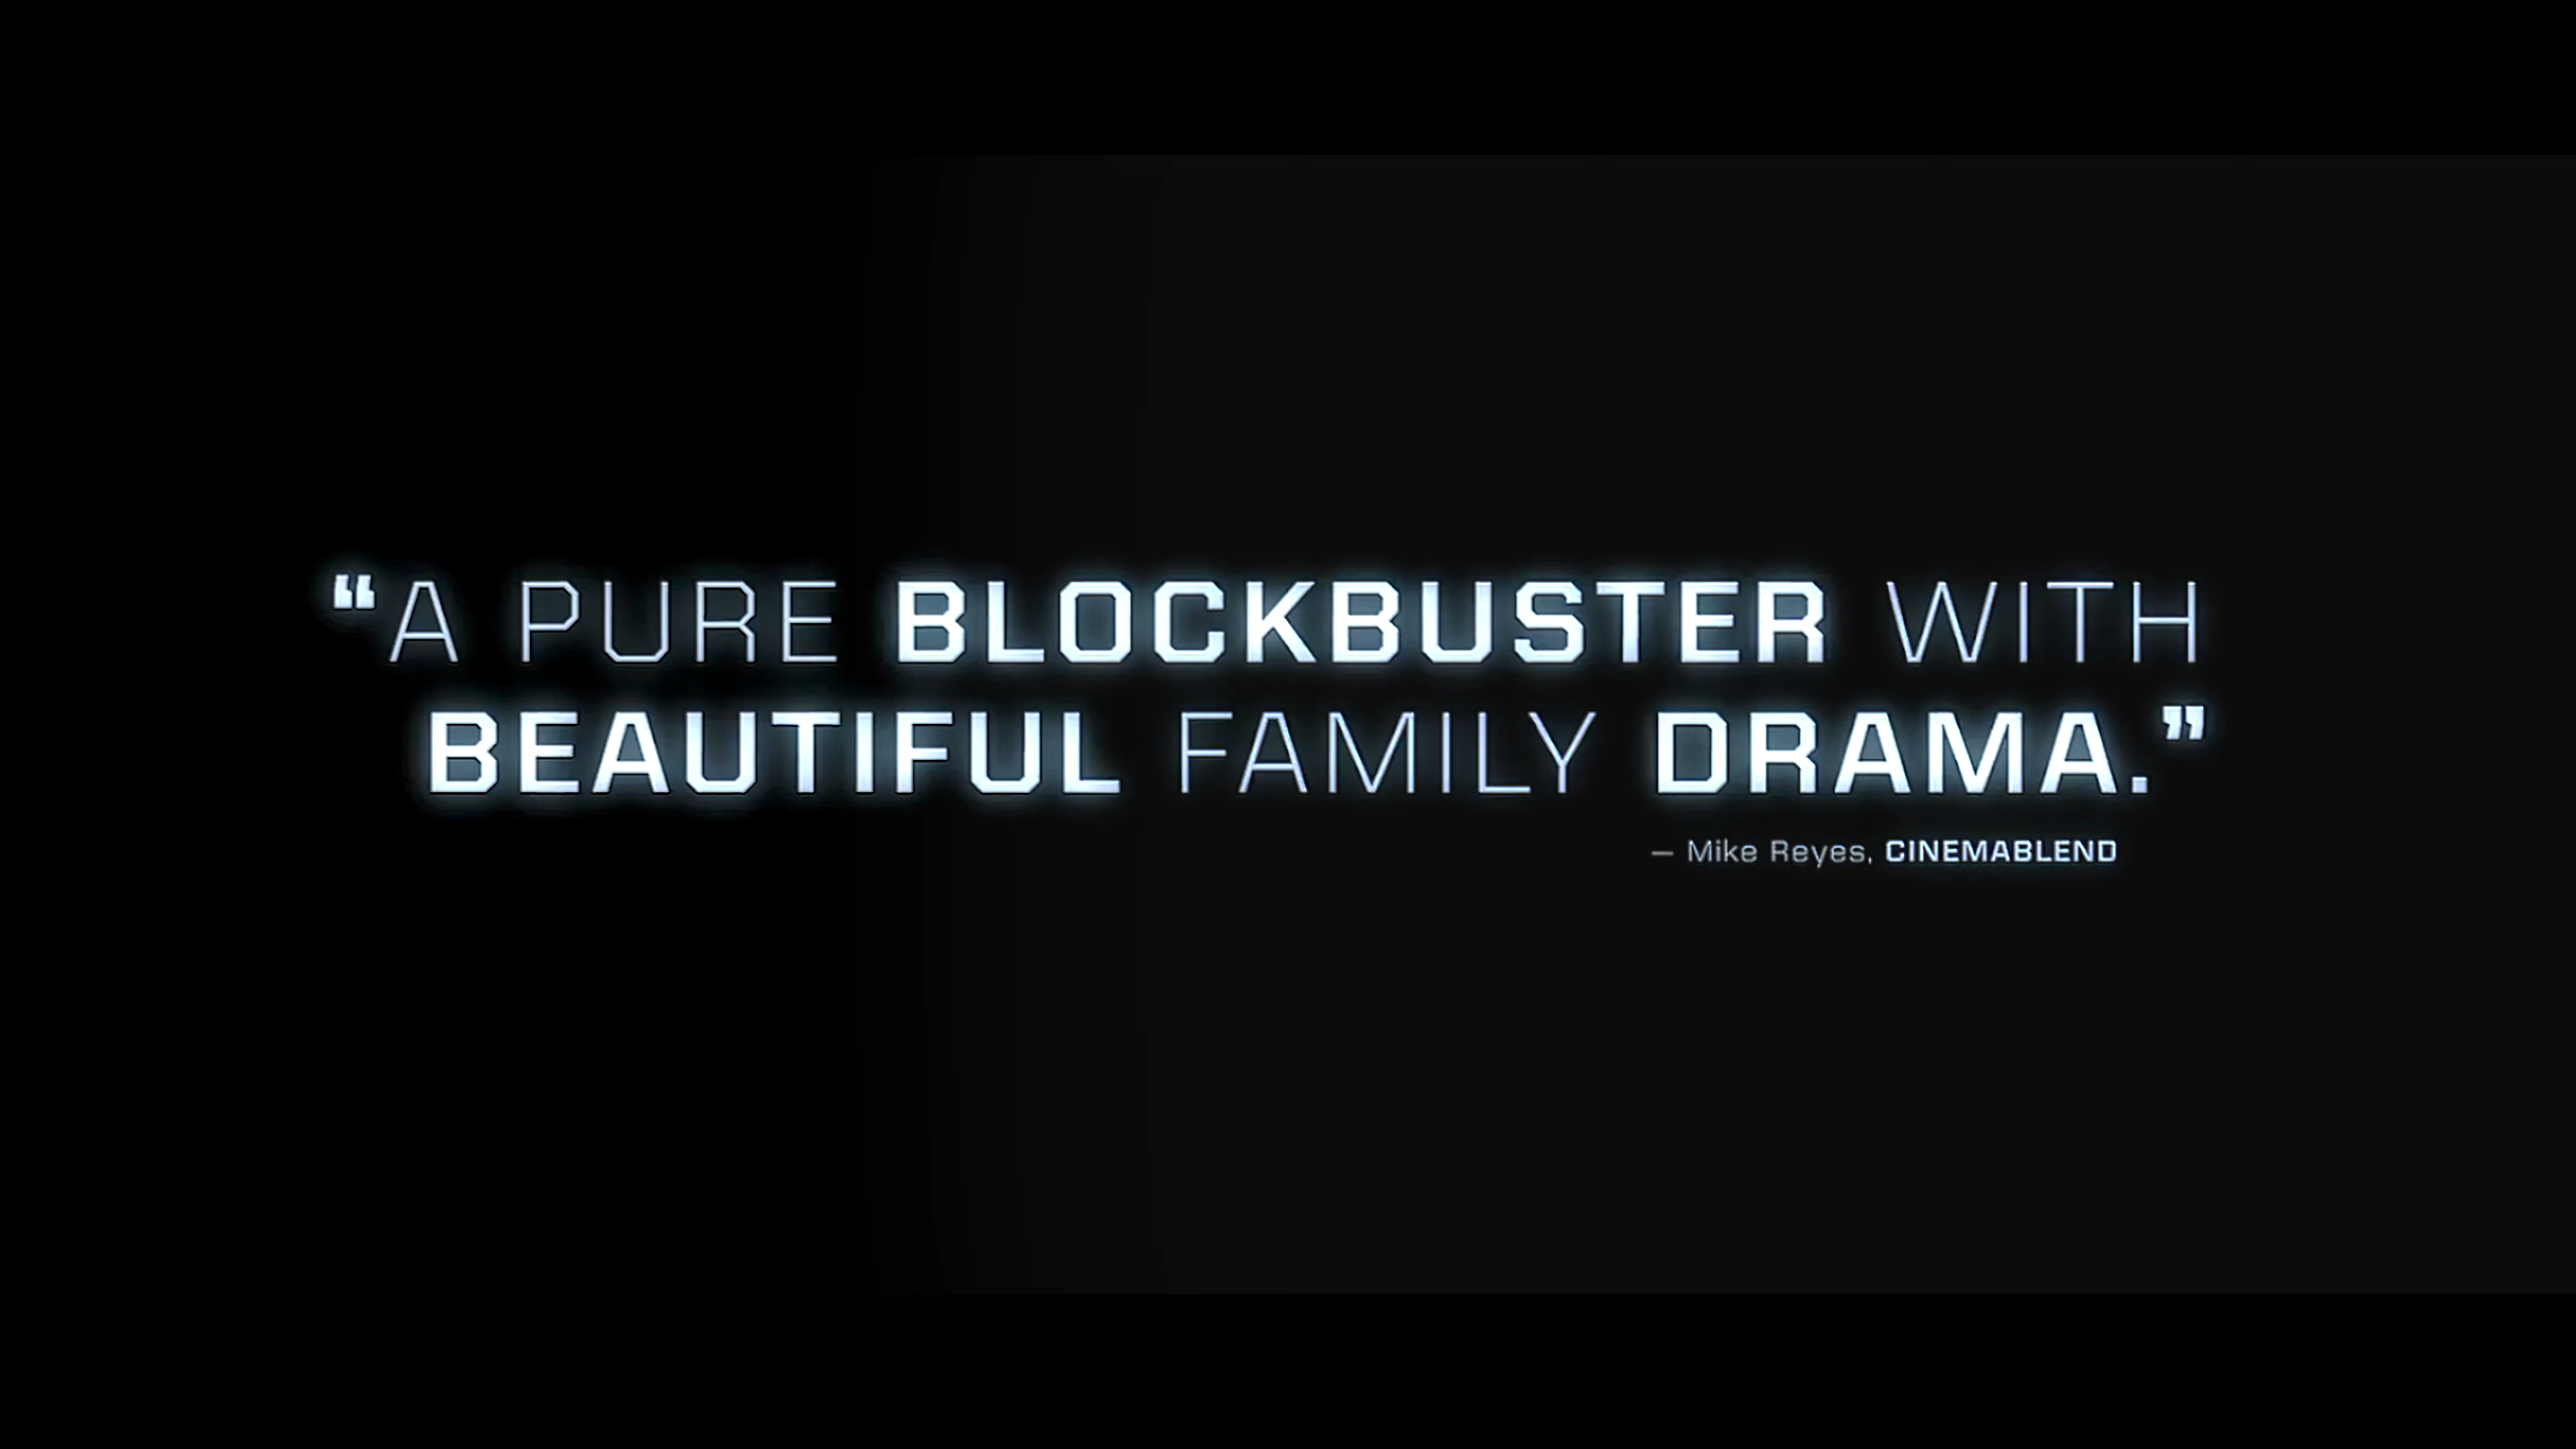 “A PURE BLOCKBUSTER WITH
BEAUTIFUL FAMILY DRAMA.”
– Mike Reyes, CINEMABLEND